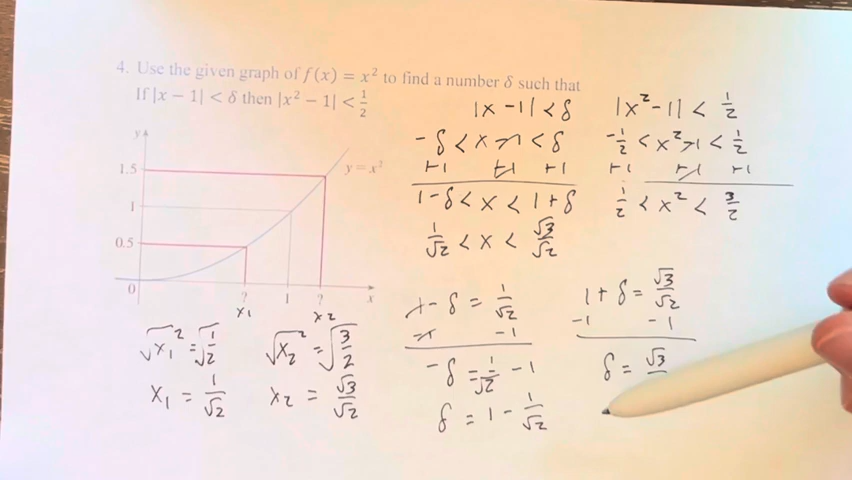 4. Use the given graph of f(x) = x² to find a number δ such that
If |x − 1| < δ then |x² − 1| < 1/2
y
1.5
1
0.5
0
y = x²
?
1
?
x
x₁
x₂
√x₁² = √1/2
x₁ = 1/√2
√x₂² = √3/2
x₂ = √3/√2
|x − 1| < δ
−δ < x − 1 < δ
+1 +1 +1
1 − δ < x < 1 + δ
1/√2 < x < √3/√2
|x² − 1| < 1/2
−1/2 < x² − 1 < 1/2
+1 +1 +1
1/2 < x² < 3/2
1 − δ = 1/√2
−1 −1
−δ = 1/√2 − 1
δ = 1 − 1/√2
1 + δ = √3/√2
−1 −1
δ = √3